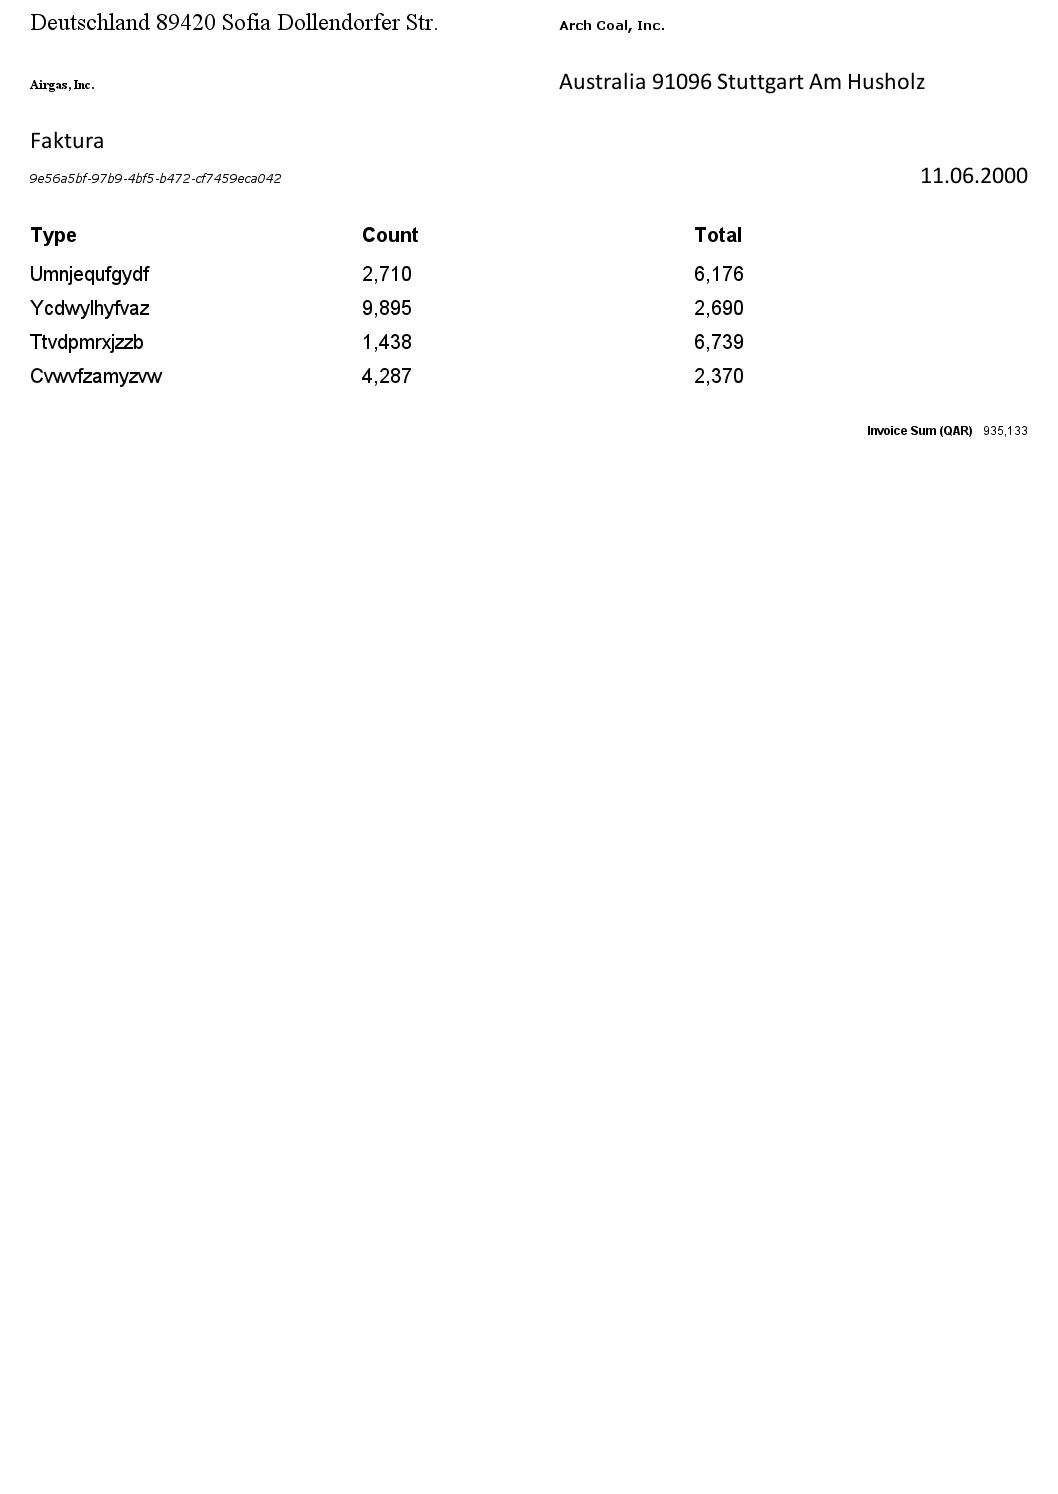 Deutschland 89420 Sofia Dollendorfer Str.
Arch Coal, Inc.
Airgas, Inc.
Australia 91096 Stuttgart Am Husholz
Faktura
9e56a5bf-97b9-4bf5-b472-cf7459eca042
11.06.2000
Type Count Total
Umnjequfgydf 2,710 6,176
Ycdwylhyfvaz 9,895 2,690
Ttvdpmrxjzzb 1,438 6,739
Cvwvfzamyzvw 4,287 2,370
Invoice Sum (QAR) 935,133